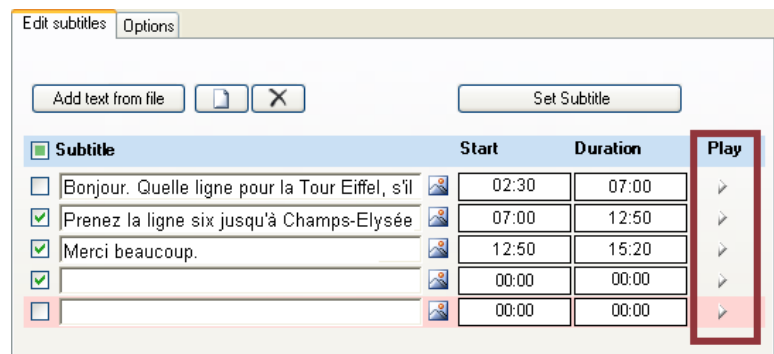 Edit subtitles Options
Add text from file Set Subtitle
Subtitle Start Duration Play
Bonjour. Quelle ligne pour la Tour Eiffel, s'il 02:30 07:00
Prenez la ligne six jusqu'à Champs-Elysée 07:00 12:50
Merci beaucoup. 12:50 15:20
00:00 00:00
00:00 00:00